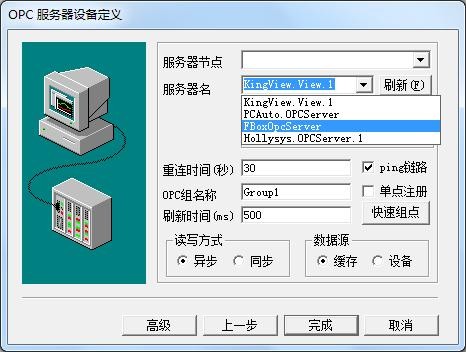 OPC 服务器设备定义
服务器节点
服务器名 KingView.View.1 刷新(F)
KingView.View.1
PCAuto.OPCServer
FBoxOpcServer
Hollysys.OPCServer.1
重连时间(秒) 30 ping链路
OPC组名称 Group1 单点注册
刷新时间(ms) 500 快速组点
读写方式 数据源
异步 同步 缓存 设备
高级 上一步 完成 取消